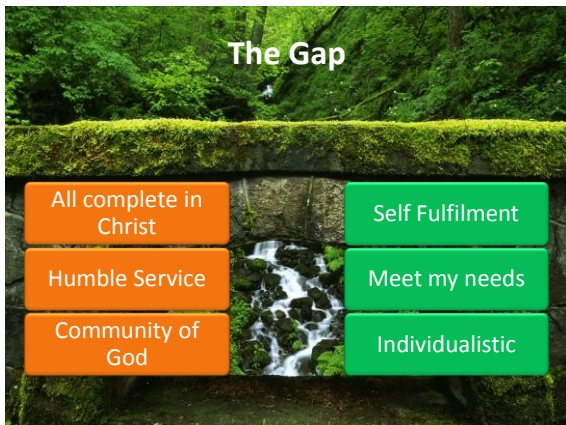 The Gap
All complete in
Christ
Self Fulfilment
Humble Service
Meet my needs
Community of
God
Individualistic